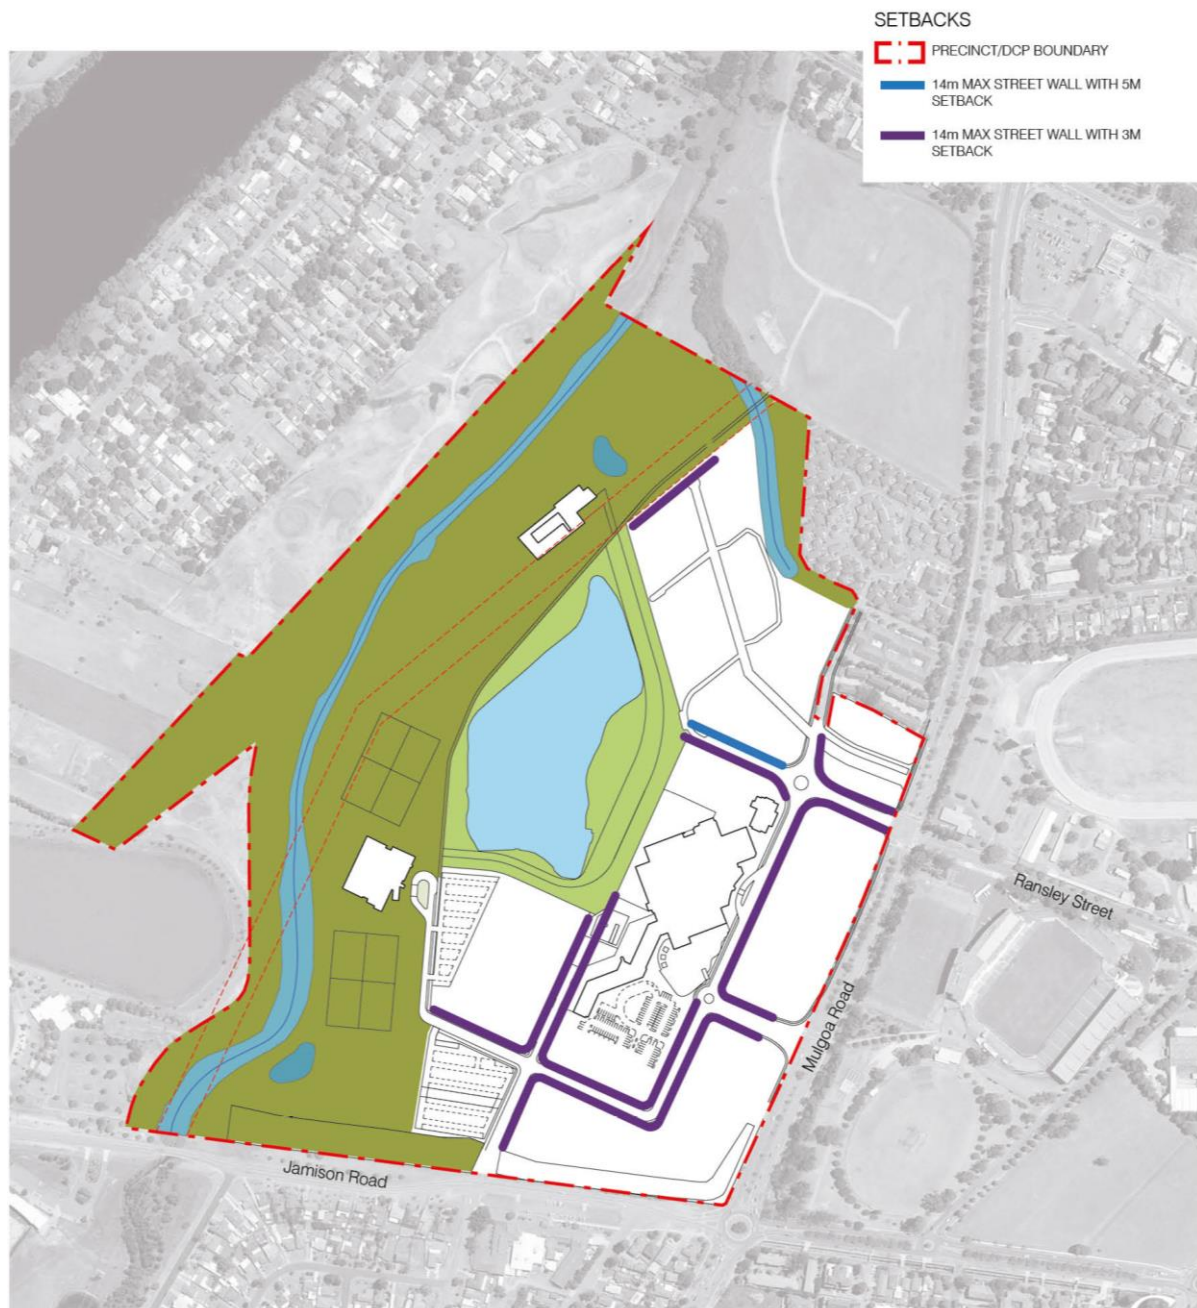 SETBACKS
PRECINCT/DCP BOUNDARY
14m MAX STREET WALL WITH 5M
SETBACK
14m MAX STREET WALL WITH 3M
SETBACK
Ransley Street
Mulgoa Road
Jamison Road